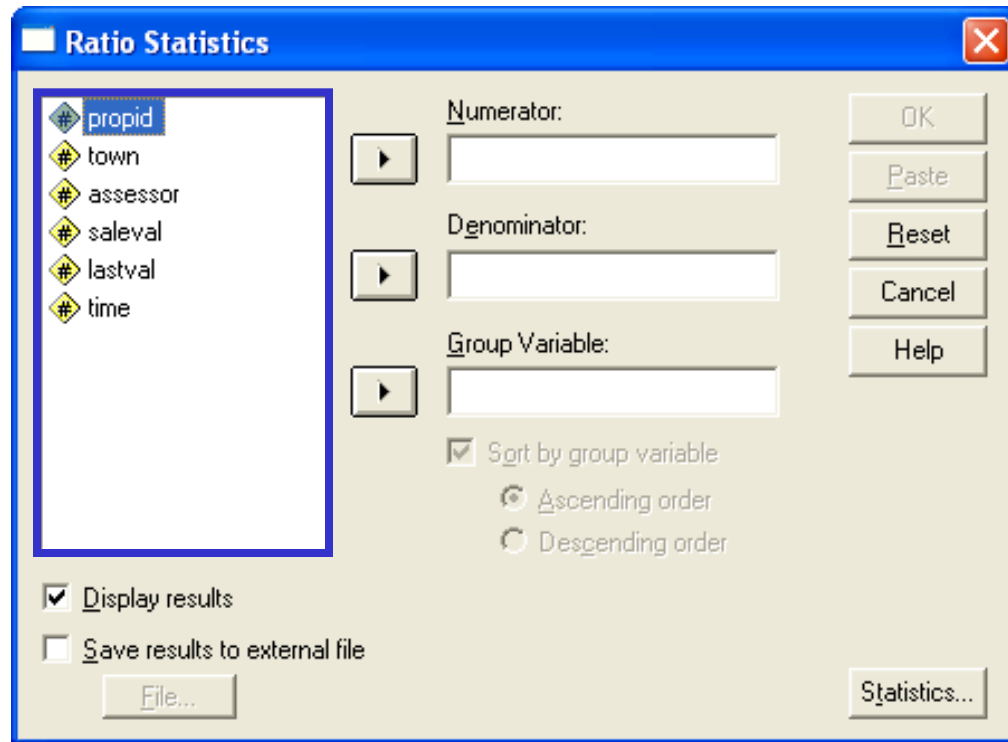 Ratio Statistics
propid
town
assessor
saleval
lastval
time
Numerator:
Denominator:
Group Variable:
Sort by group variable
Ascending order
Descending order
OK
Paste
Reset
Cancel
Help
Display results
Save results to external file
File...
Statistics...